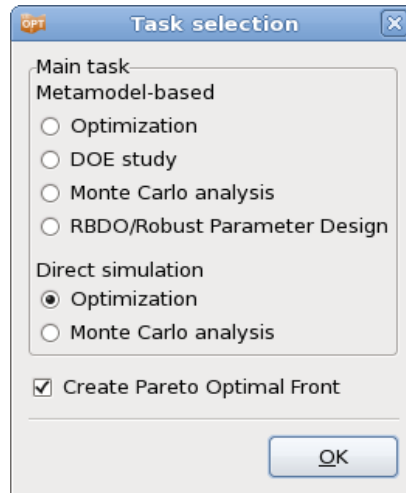 OPT
Task selection
Main task
Metamodel-based
Optimization
DOE study
Monte Carlo analysis
RBDO/Robust Parameter Design
Direct simulation
Optimization
Monte Carlo analysis
Create Pareto Optimal Front
OK